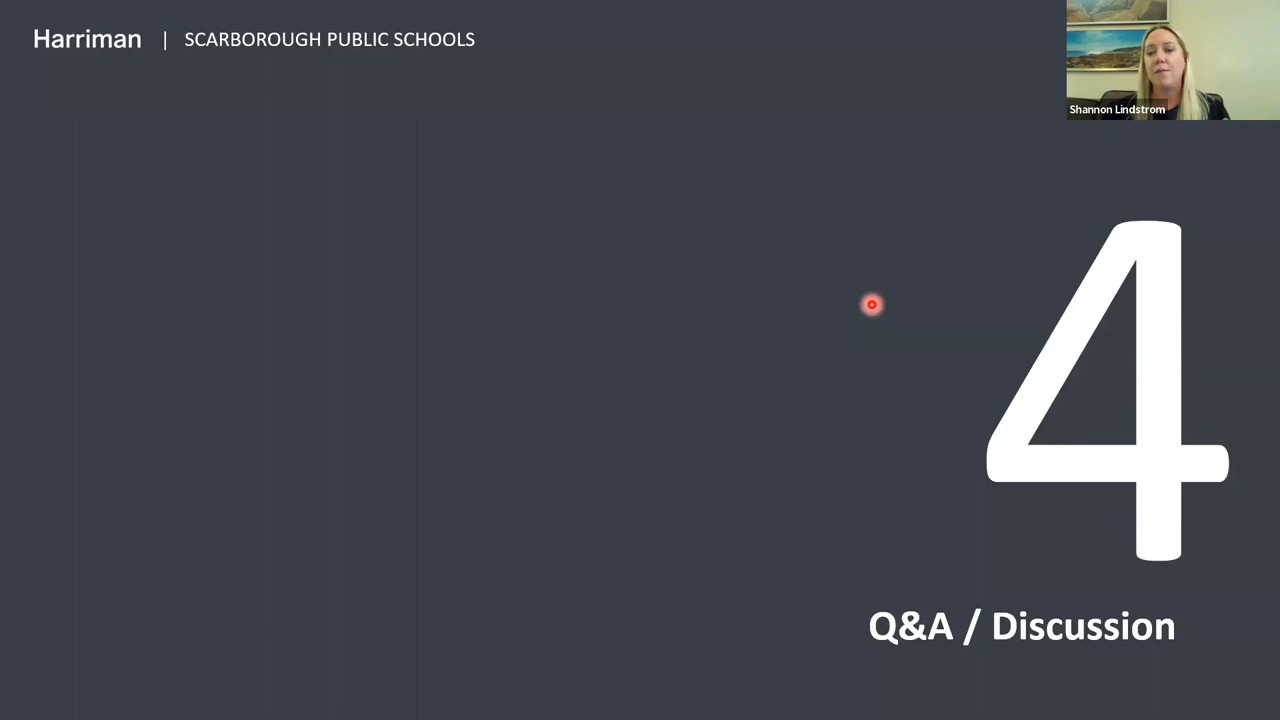 Harriman | SCARBOROUGH PUBLIC SCHOOLS
Shannon Lindstrom
4
Q&A / Discussion